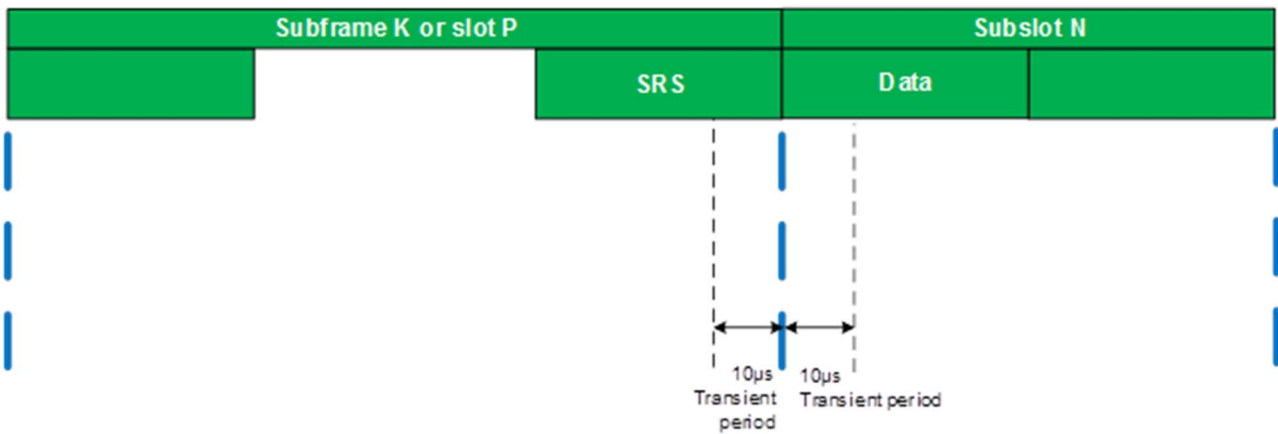 Subframe K or slot P
Subslot N
SRS
Data
10µs
Transient
period
10µs
Transient period